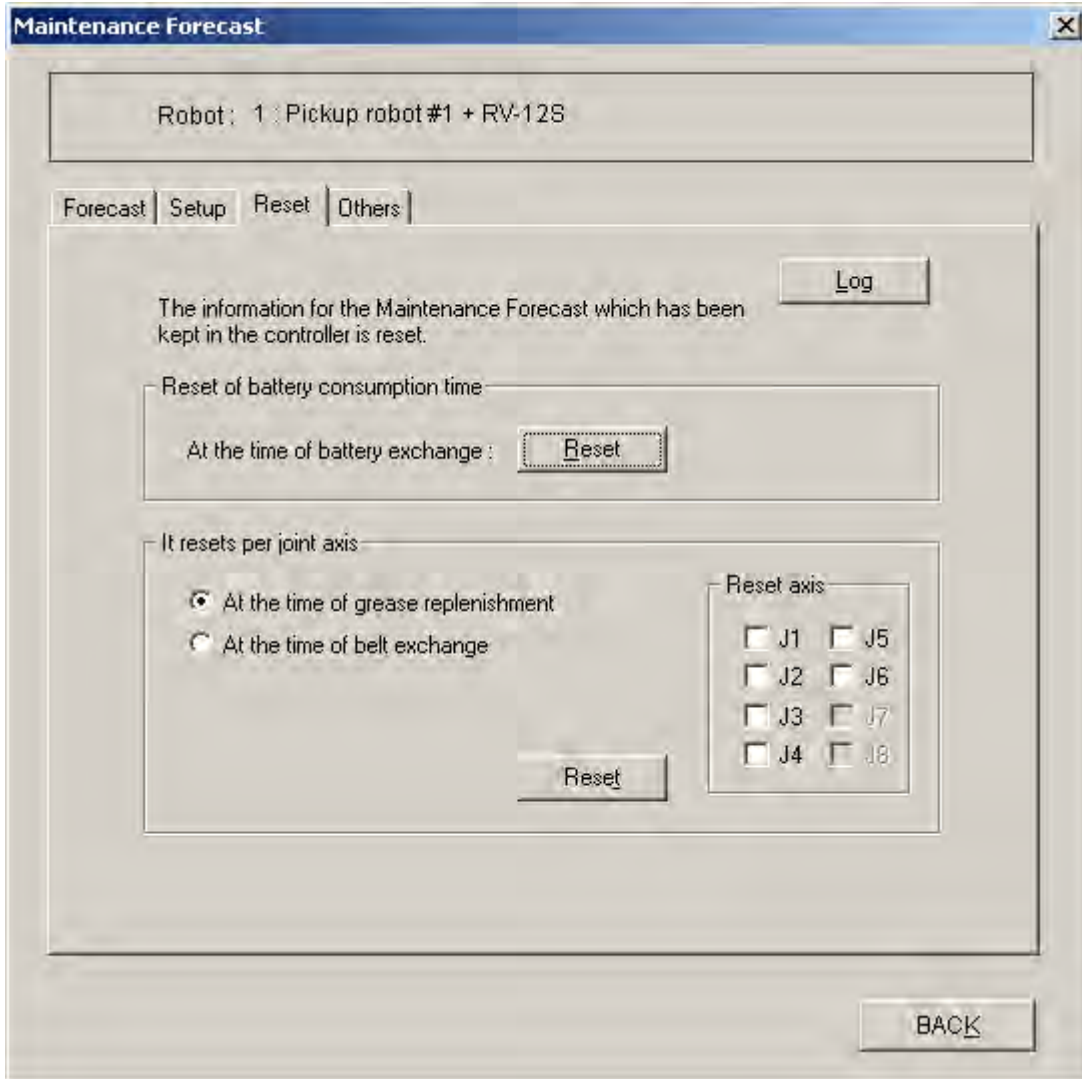 Maintenance Forecast
Robot : 1 : Pickup robot #1 + RV-12S
Forecast Setup Reset Others
Log
The information for the Maintenance Forecast which has been
kept in the controller is reset.
Reset of battery consumption time
At the time of battery exchange : Reset
It resets per joint axis
At the time of grease replenishment
At the time of belt exchange
Reset axis
J1 J5
J2 J6
J3 J7
J4 J8
Reset
BACK